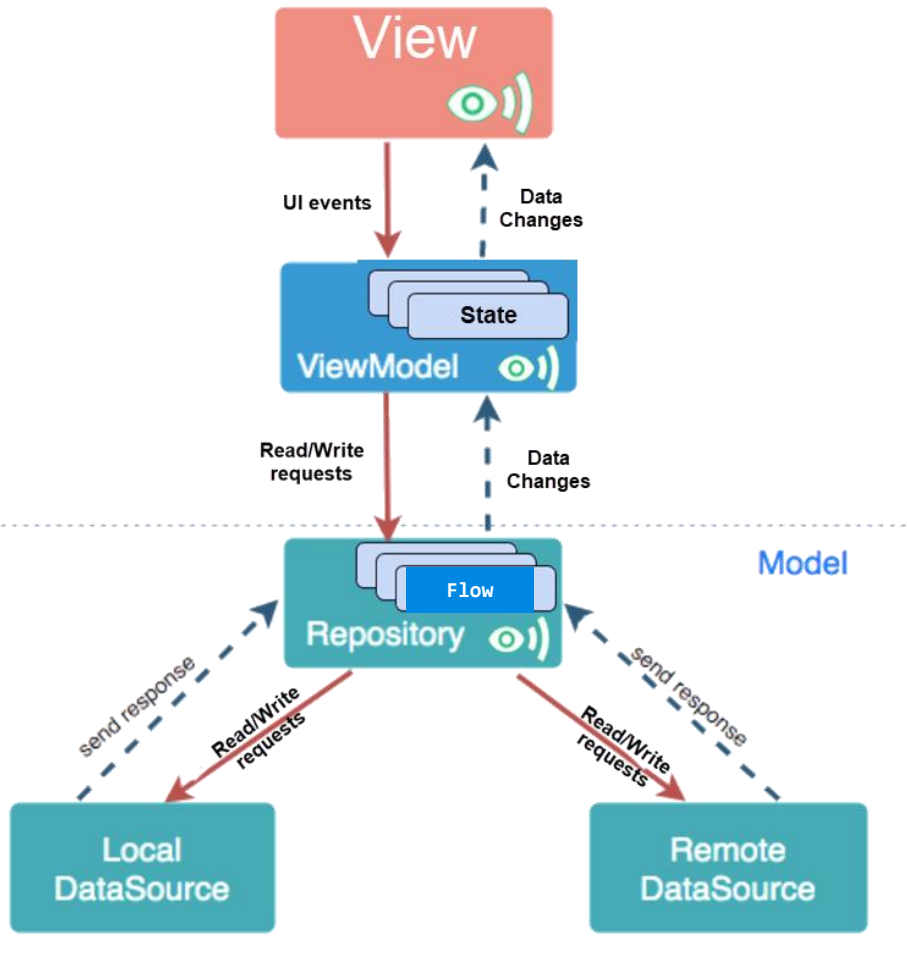 View
UI events
Data
Changes
State
ViewModel
Read/Write
requests
Data
Changes
Model
Flow
Repository
send response
Read/Write
requests
Read/Write
requests
send response
Local
DataSource
Remote
DataSource